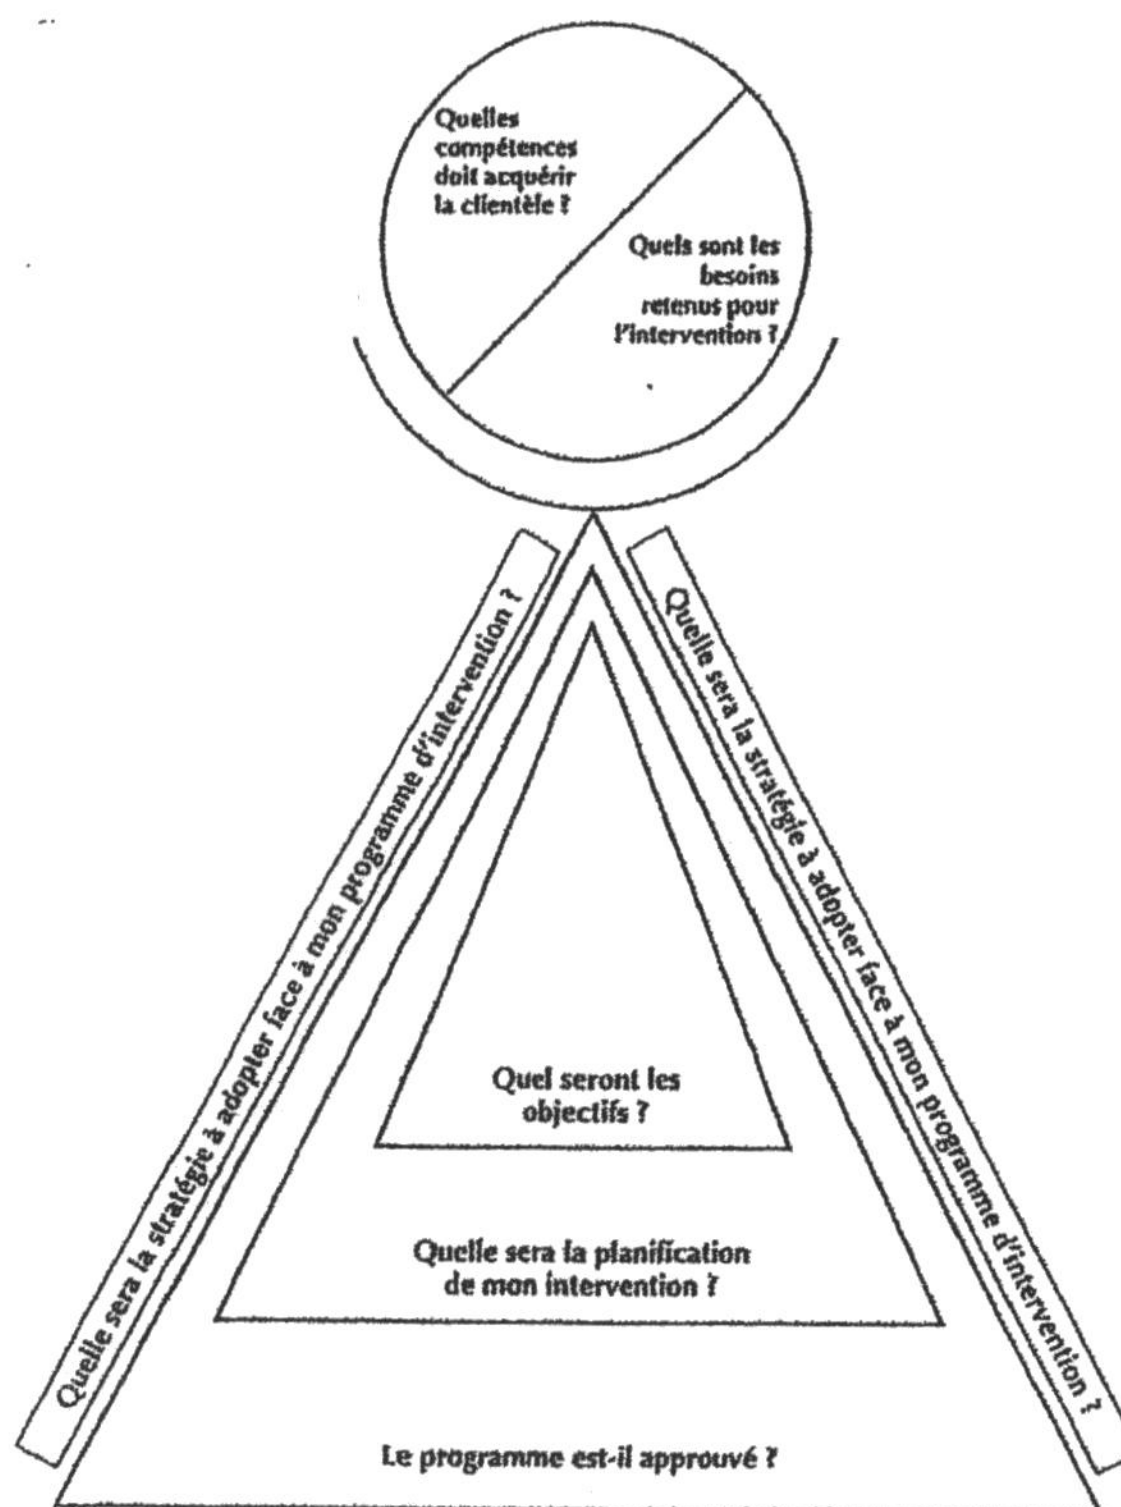 Quelles
compétences
doit acquérir
la clientèle ?
Quels sont les
besoins
retenus pour
l'intervention ?
Quelle sera la stratégie à adopter face à mon programme d'intervention ?
Quelle sera la stratégie à adopter face à mon programme d'intervention ?
Quel seront les
objectifs ?
Quelle sera la planification
de mon intervention ?
Le programme est-il approuvé ?